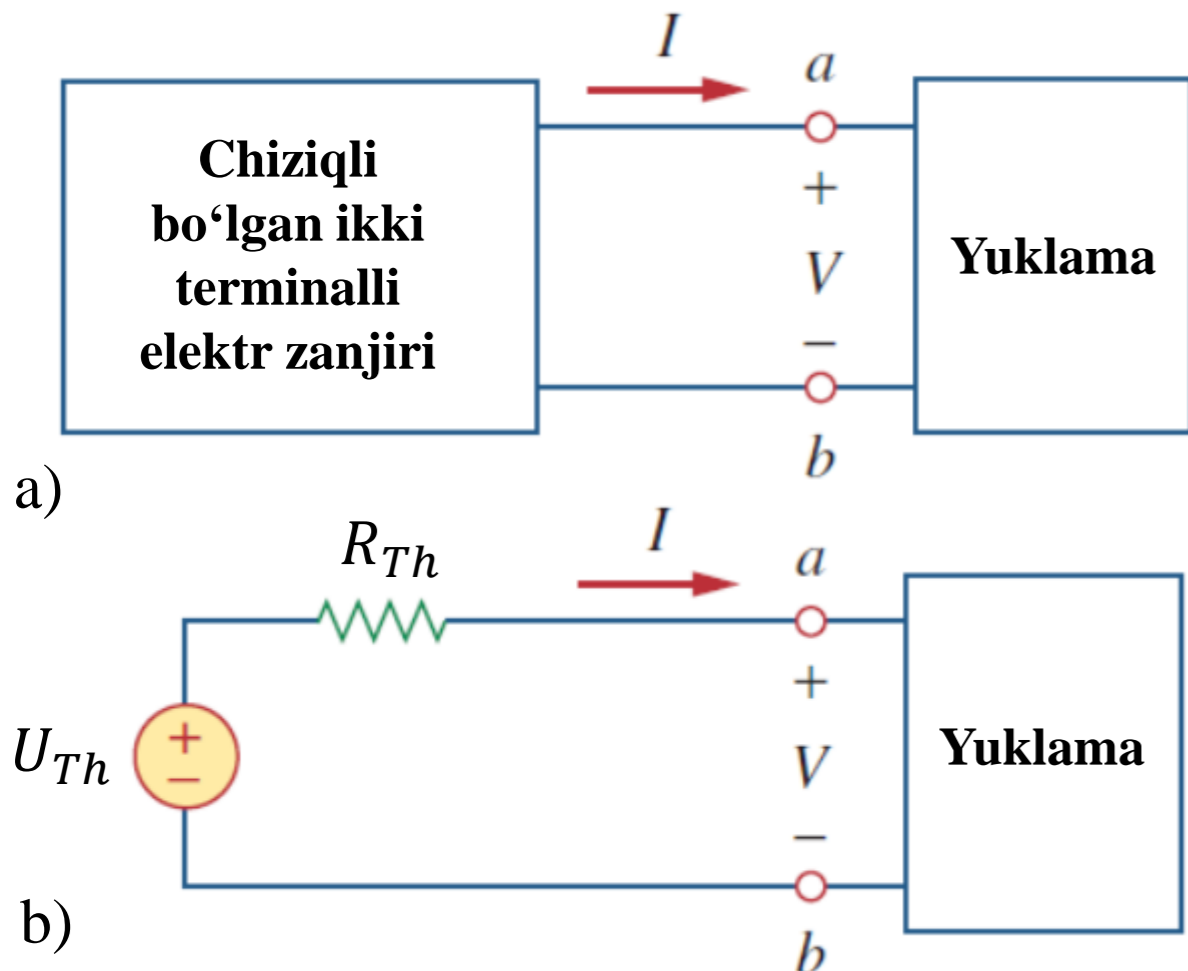 I
a
Chiziqli
bo‘lgan ikki
terminalli
elektr zanjiri
+
V
−
Yuklama
b
a)
R_Th
I
a
U_Th
+
−
+
V
−
Yuklama
b
b)